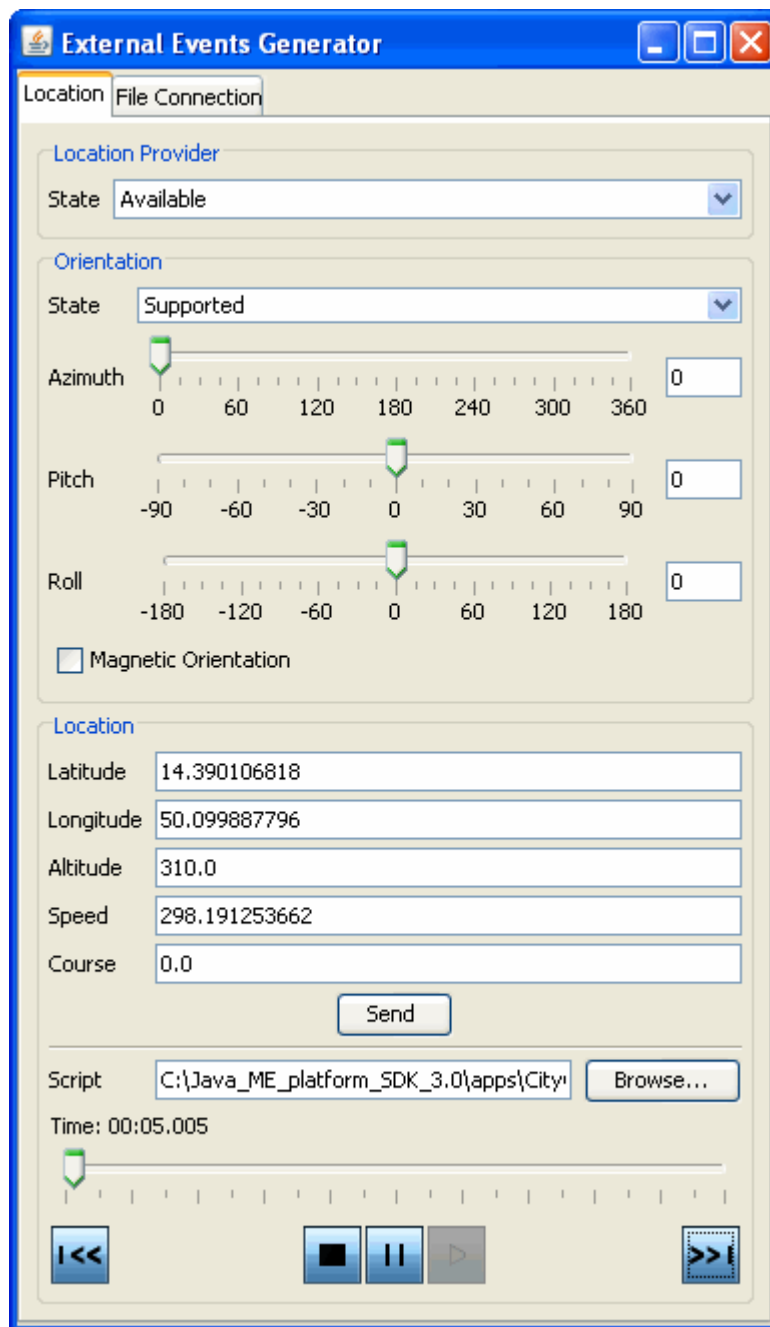 External Events Generator
Location File Connection
Location Provider
State Available
Orientation
State Supported
Azimuth 0
0 60 120 180 240 300 360
Pitch 0
-90 -60 -30 0 30 60 90
Roll 0
-180 -120 -60 0 60 120 180
Magnetic Orientation
Location
Latitude 14.390106818
Longitude 50.099887796
Altitude 310.0
Speed 298.191253662
Course 0.0
Send
Script C:\Java_ME_platform_SDK_3.0\apps\City Browse...
Time: 00:05.005